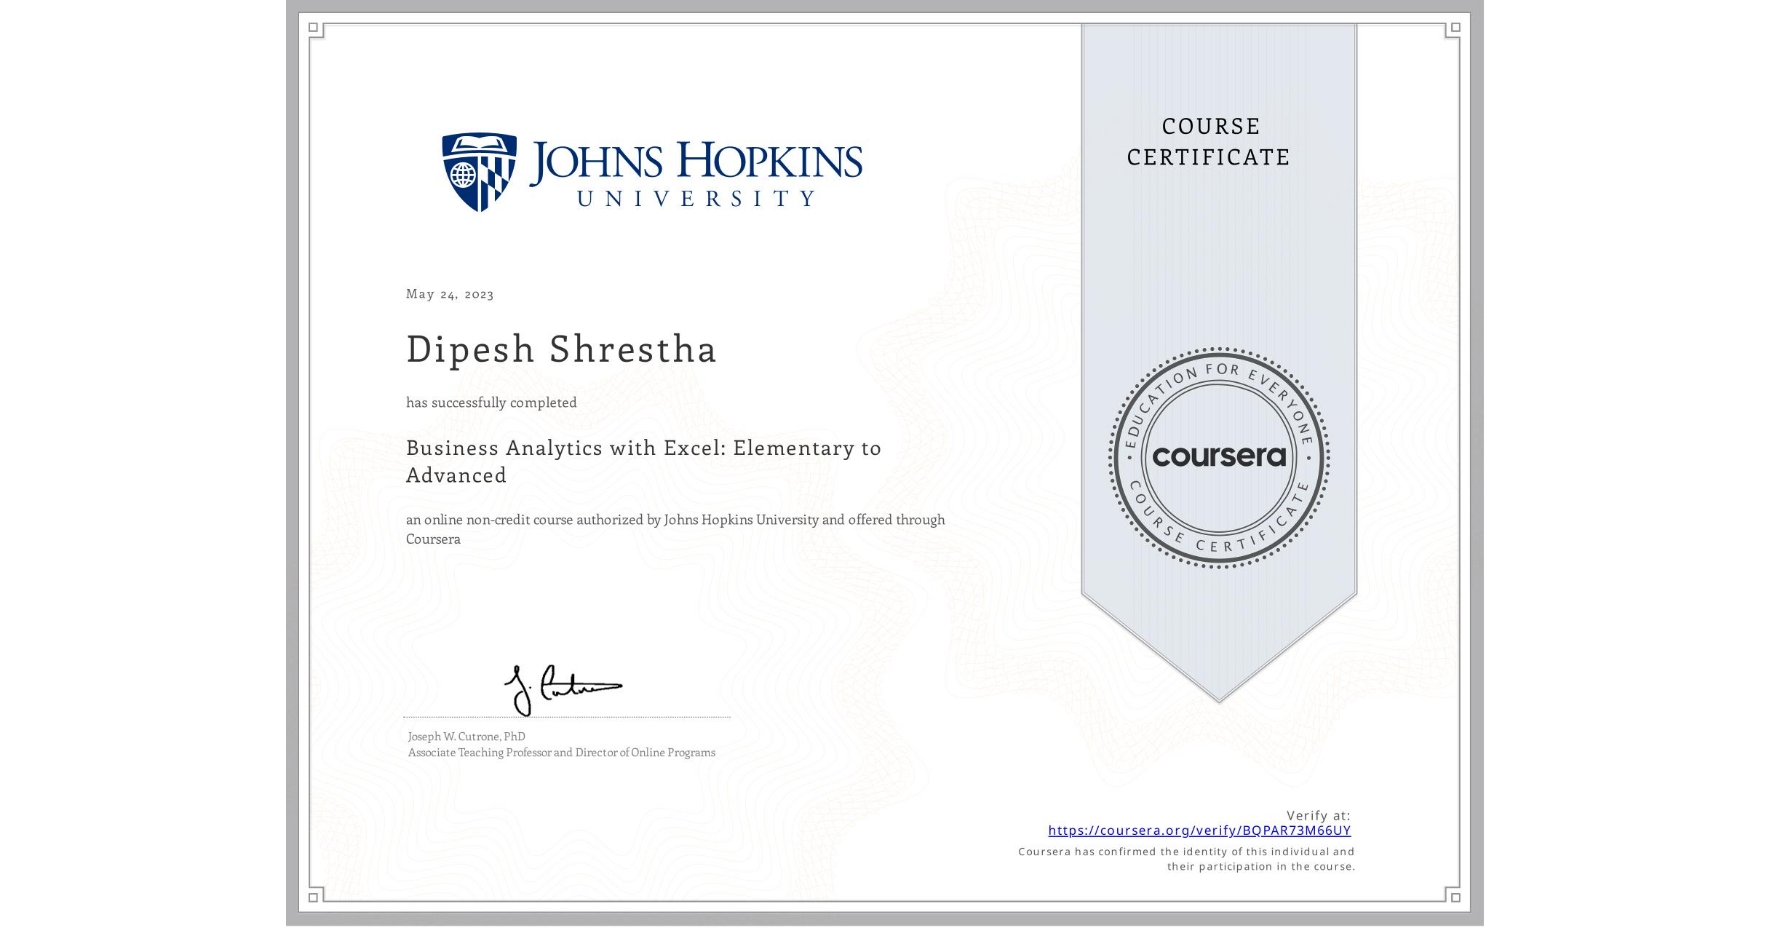 JOHNS HOPKINS
UNIVERSITY
COURSE
CERTIFICATE
May 24, 2023
Dipesh Shrestha
has successfully completed
Business Analytics with Excel: Elementary to
Advanced
an online non-credit course authorized by Johns Hopkins University and offered through
Coursera
EDUCATION FOR EVERYONE
coursera
COURSE CERTIFICATE
J. Cutrone
Joseph W. Cutrone, PhD
Associate Teaching Professor and Director of Online Programs
Verify at:
https://coursera.org/verify/BQPAR73M66UY
Coursera has confirmed the identity of this individual and
their participation in the course.